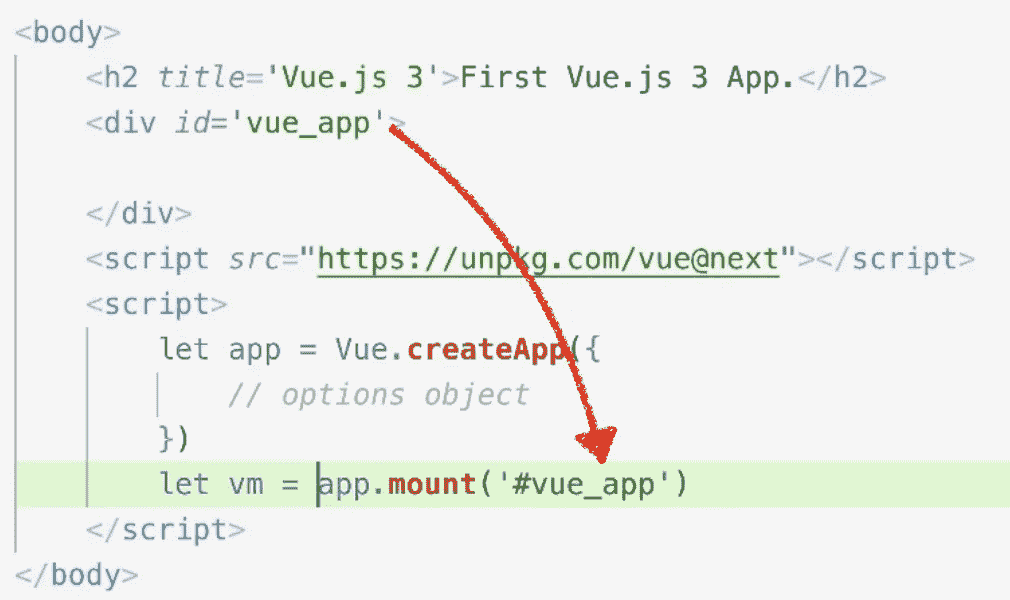 <body>
<h2 title='Vue.js 3'>First Vue.js 3 App.</h2>
<div id='vue_app'>
</div>
<script src="https://unpkg.com/vue@next"></script>
<script>
let app = Vue.createApp({
// options object
})
let vm = app.mount('#vue_app')
</script>
</body>